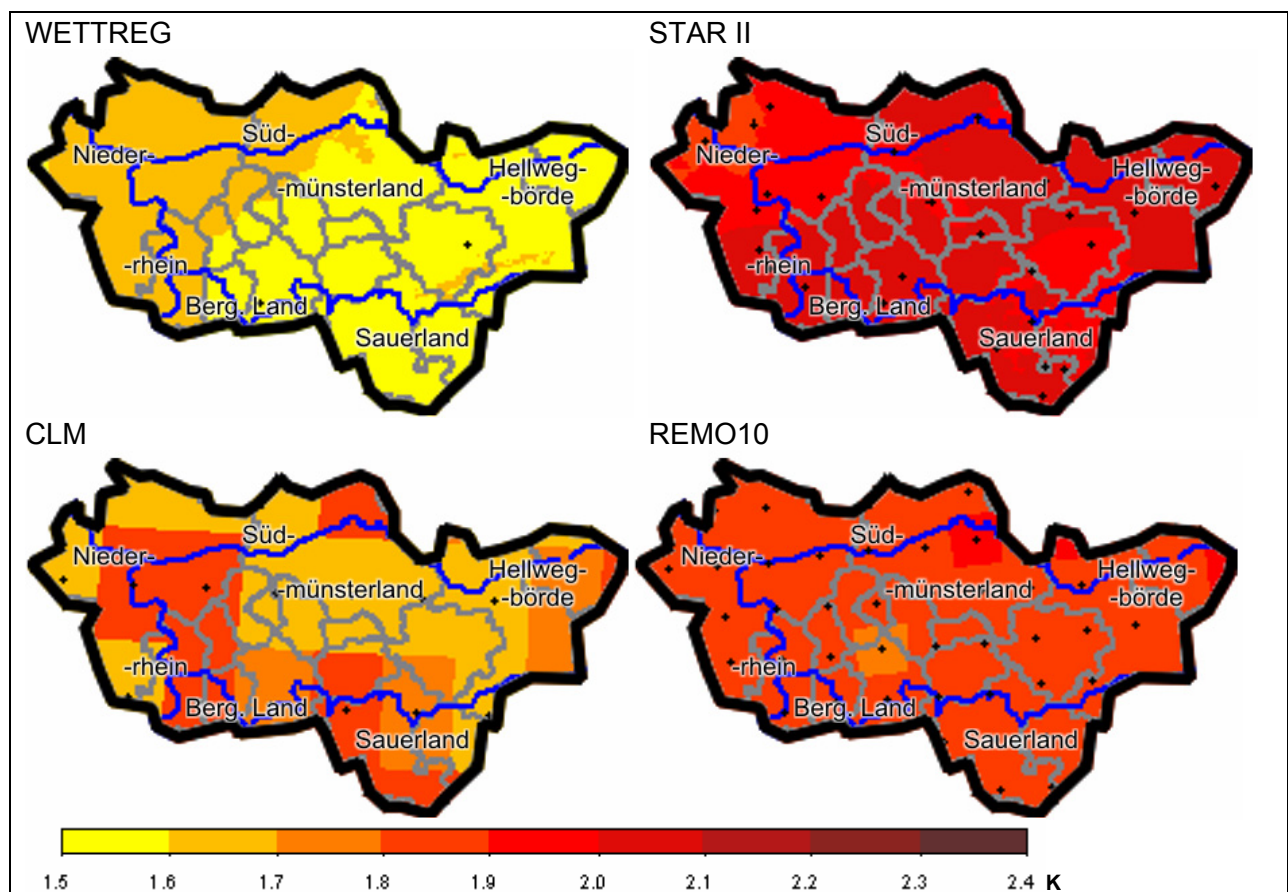 WETTREG
STAR II
Süd-
Nieder-
-münsterland
Hellweg-
-börde
-rhein
Berg. Land
Sauerland
Süd-
Nieder-
-münsterland
Hellweg-
-börde
-rhein
Berg. Land
Sauerland
CLM
REMO10
Süd-
Nieder-
-münsterland
Hellweg-
-börde
-rhein
Berg. Land
Sauerland
Süd-
Nieder-
-münsterland
Hellweg-
-börde
-rhein
Berg. Land
Sauerland
1.5 1.6 1.7 1.8 1.9 2.0 2.1 2.2 2.3 2.4 K